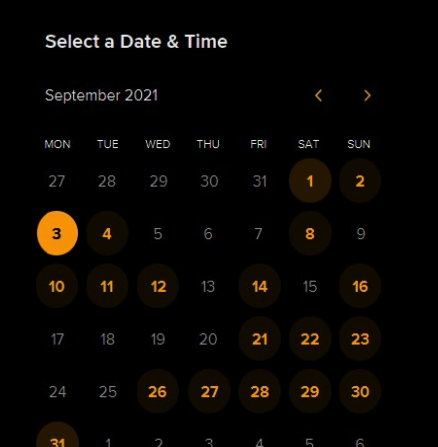 Select a Date & Time
September 2021
MON TUE WED THU FRI SAT SUN
27 28 29 30 31 1 2
3 4 5 6 7 8 9
10 11 12 13 14 15 16
17 18 19 20 21 22 23
24 25 26 27 28 29 30
31 1 2 3 4 5 6